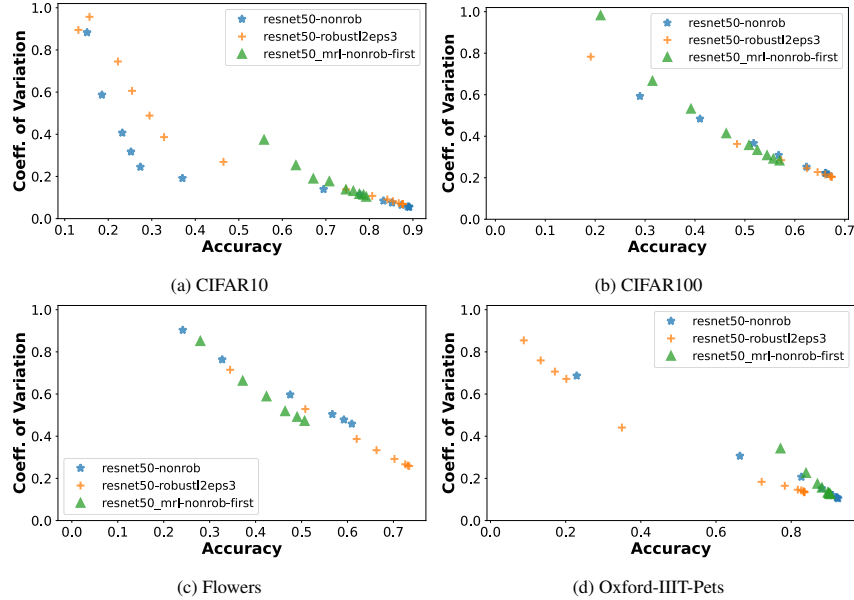 resnet50-nonrob
resnet50-robustl2eps3
resnet50_mrl-nonrob-first
Coeff. of Variation
1.0
0.8
0.6
0.4
0.2
0.0
0.1 0.2 0.3 0.4 0.5 0.6 0.7 0.8 0.9
Accuracy
(a) CIFAR10
resnet50-nonrob
resnet50-robustl2eps3
resnet50_mrl-nonrob-first
Coeff. of Variation
1.0
0.8
0.6
0.4
0.2
0.0
0.0 0.1 0.2 0.3 0.4 0.5 0.6 0.7
Accuracy
(b) CIFAR100
Coeff. of Variation
1.0
0.8
0.6
0.4
0.2
0.0
resnet50-nonrob
resnet50-robustl2eps3
resnet50_mrl-nonrob-first
0.0 0.1 0.2 0.3 0.4 0.5 0.6 0.7
Accuracy
(c) Flowers
resnet50-nonrob
resnet50-robustl2eps3
resnet50_mrl-nonrob-first
Coeff. of Variation
1.0
0.8
0.6
0.4
0.2
0.0
0.0 0.2 0.4 0.6 0.8
Accuracy
(d) Oxford-IIIT-Pets